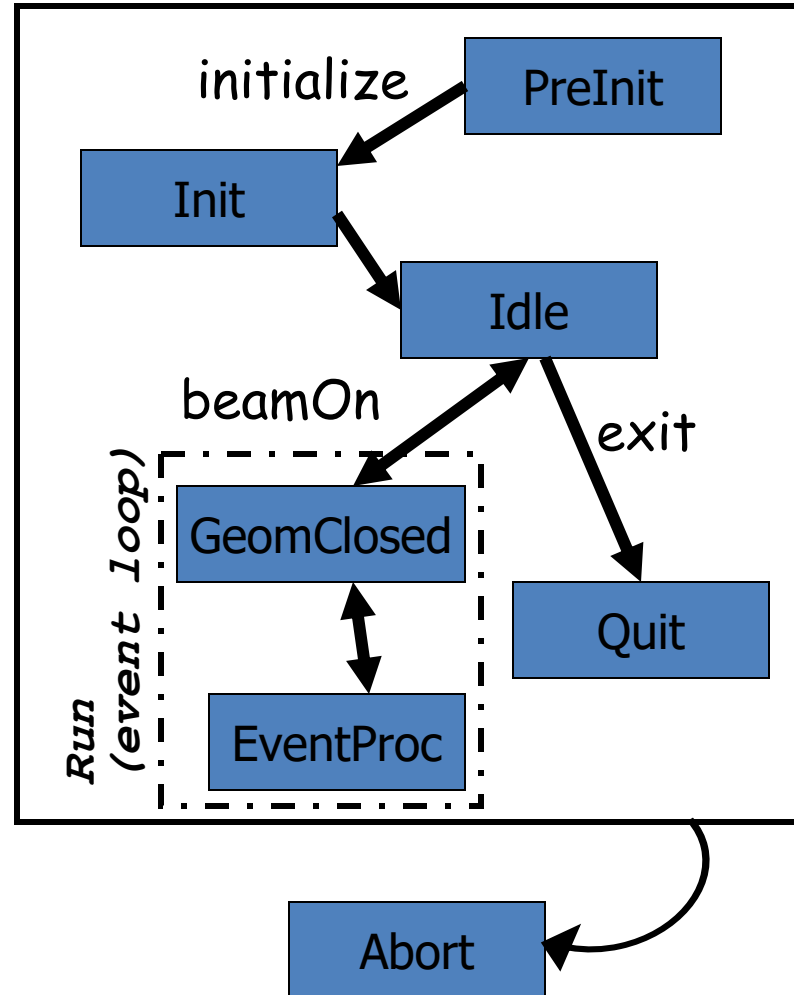 PreInit
initialize
Init
Idle
beamOn
exit
Run
(event loop)
GeomClosed
Quit
EventProc
Abort